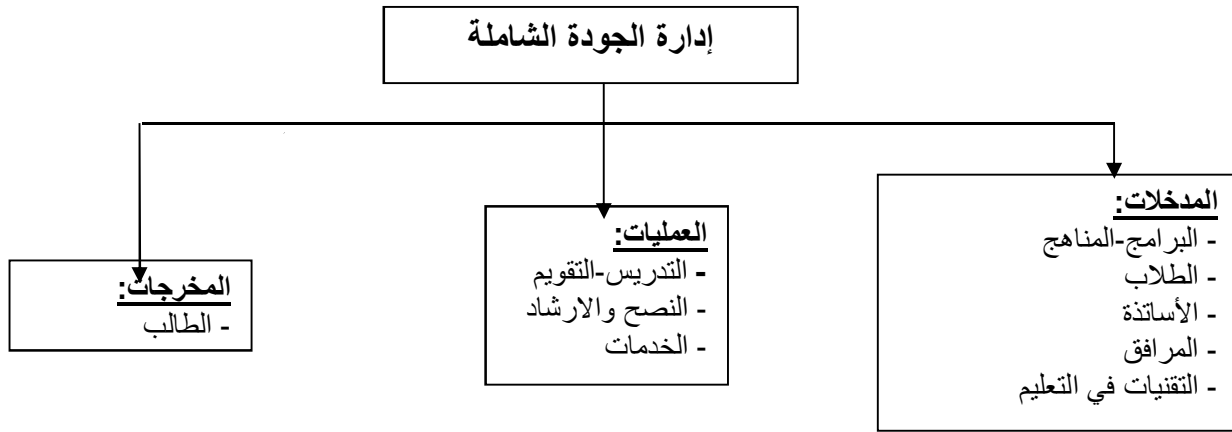 إدارة الجودة الشاملة
المدخلات:
- البرامج-المناهج
- الطلاب
- الأساتذة
- المرافق
- التقنيات في التعليم
العمليات:
- التدريس-التقويم
- النصح والارشاد
- الخدمات
المخرجات:
- الطالب